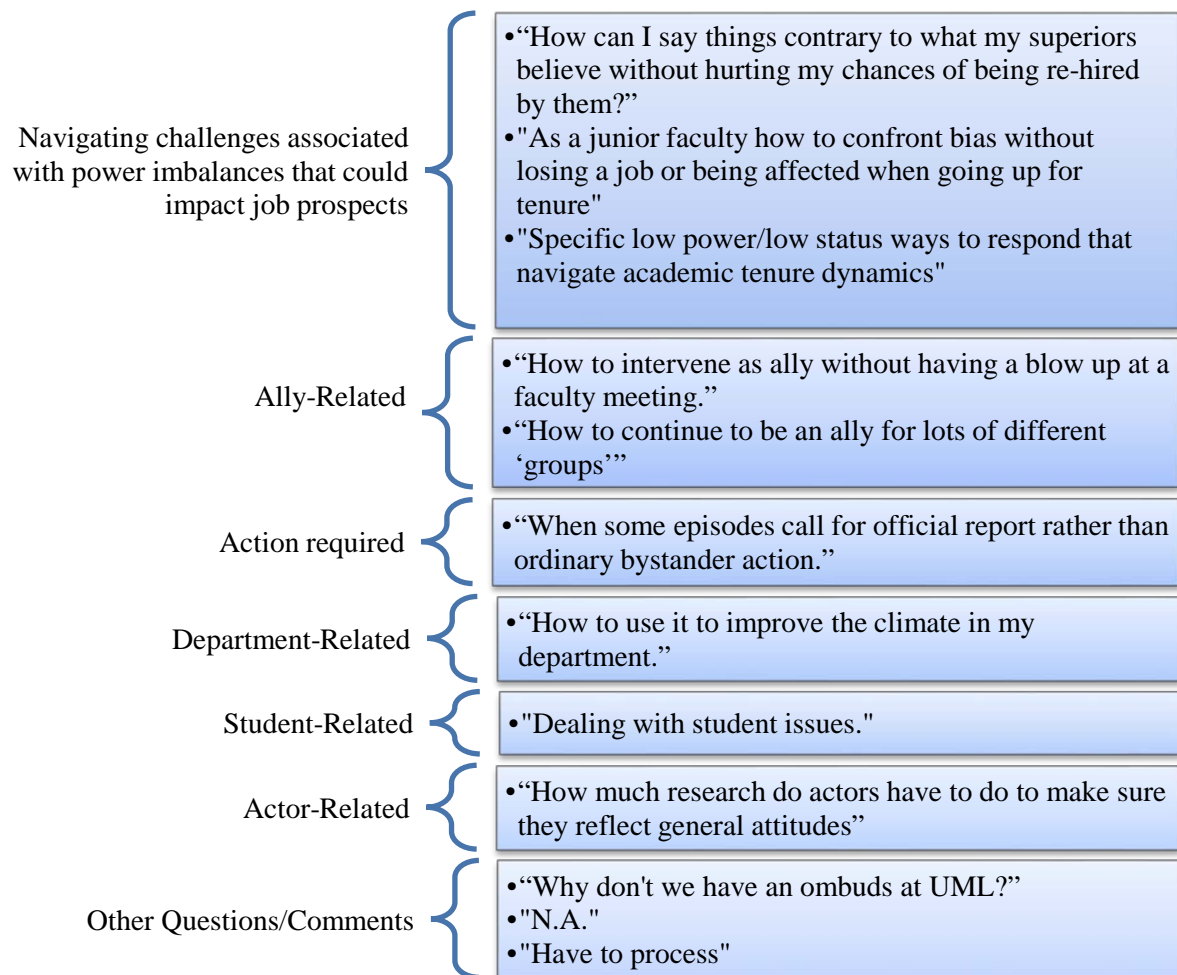 Navigating challenges associated
with power imbalances that could
impact job prospects
•“How can I say things contrary to what my superiors
believe without hurting my chances of being re-hired
by them?”
•"As a junior faculty how to confront bias without
losing a job or being affected when going up for
tenure"
•"Specific low power/low status ways to respond that
navigate academic tenure dynamics"
Ally-Related
•“How to intervene as ally without having a blow up at a
faculty meeting.”
•“How to continue to be an ally for lots of different
‘groups’”
Action required
•“When some episodes call for official report rather than
ordinary bystander action.”
Department-Related
•“How to use it to improve the climate in my
department.”
Student-Related
•"Dealing with student issues."
Actor-Related
•“How much research do actors have to do to make sure
they reflect general attitudes”
Other Questions/Comments
•“Why don't we have an ombuds at UML?”
•"N.A."
•"Have to process"